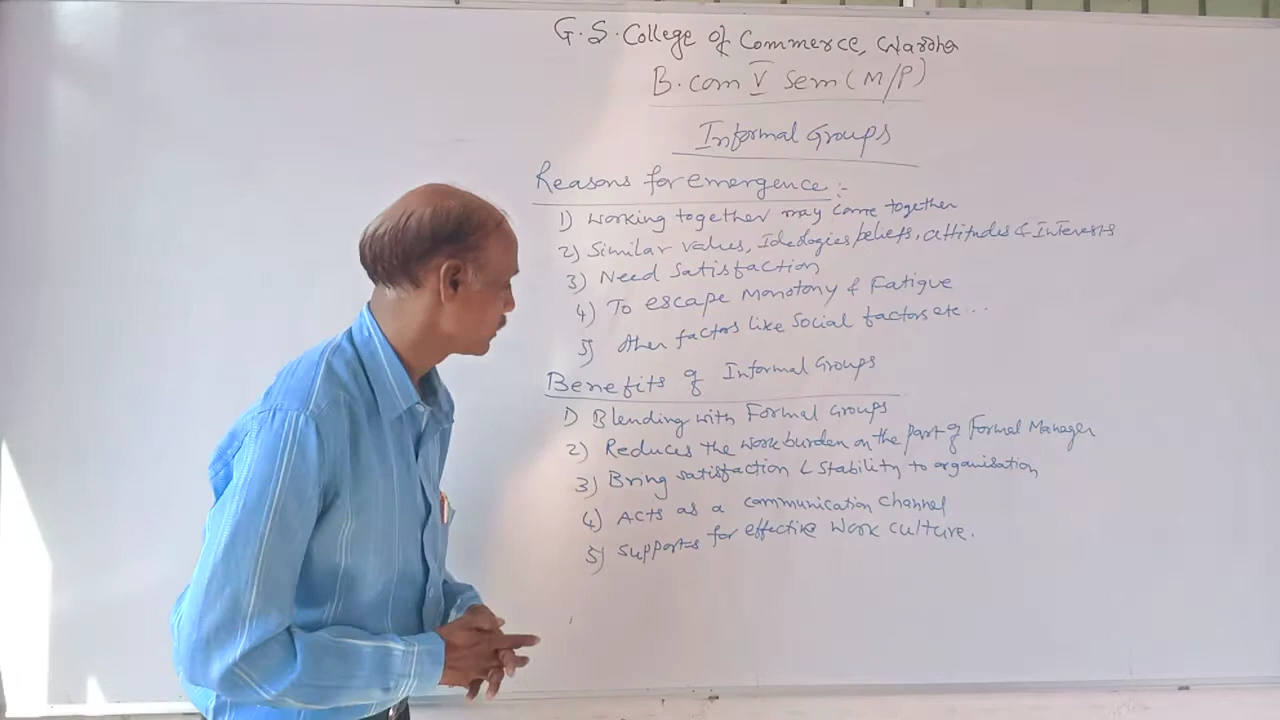 G.S. College of Commerce, Wardha
B.com V Sem (M/P)
Informal Groups
Reasons for emergence :-
1) Working together may come together
2) Similar values, Ideologies/beliefs, attitudes & Interests
3) Need Satisfaction
4) To escape Monotony & Fatigue
5) Other factors like Social factors etc...
Benefits of Informal Groups
1) Blending with Formal Groups
2) Reduces the work burden on the part of Formal Manager
3) Bring satisfaction & Stability to organisation
4) Acts as a communication channel
5) Supports for effective Work culture.